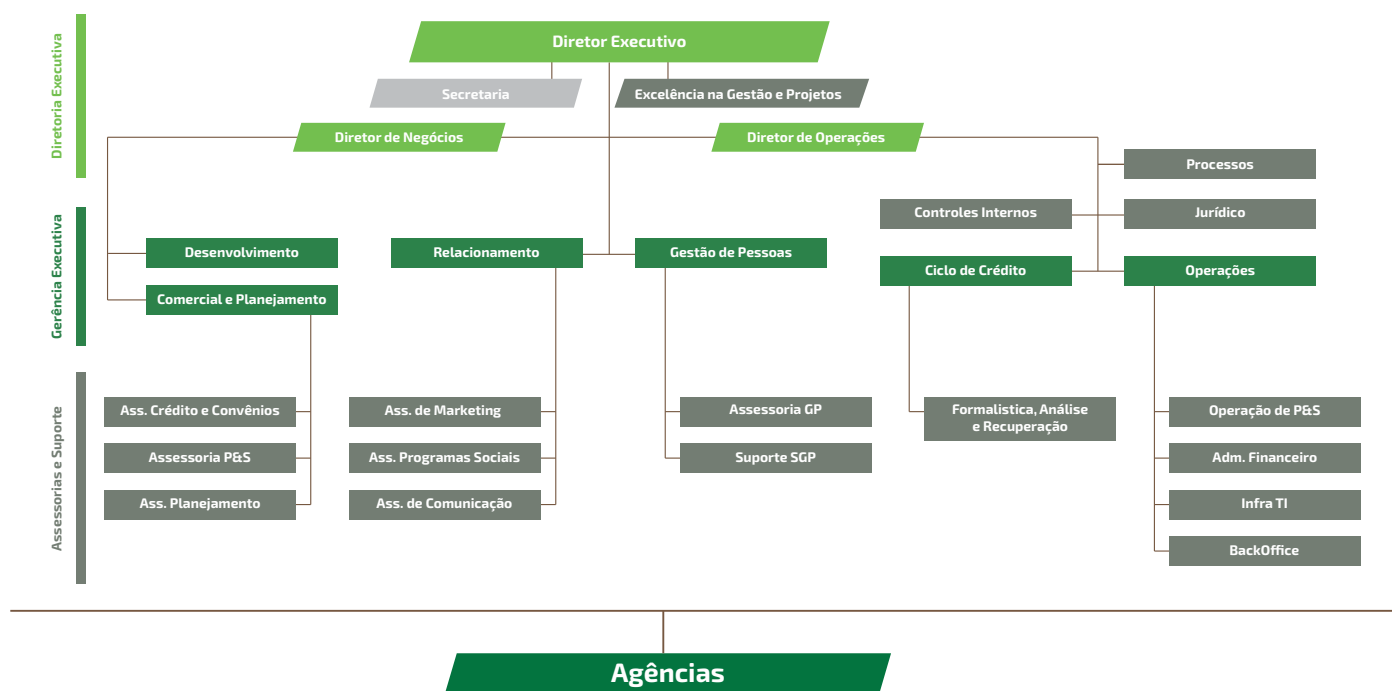 Diretoria Executiva
Diretor Executivo
Secretaria
Excelência na Gestão e Projetos
Diretor de Negócios
Diretor de Operações
Processos
Controles Internos
Jurídico
Gerência Executiva
Desenvolvimento
Relacionamento
Gestão de Pessoas
Ciclo de Crédito
Operações
Comercial e Planejamento
Assessorias e Suporte
Ass. Crédito e Convênios
Assessoria P&S
Ass. Planejamento
Ass. de Marketing
Ass. Programas Sociais
Ass. de Comunicação
Assessoria GP
Suporte SGP
Formalistica, Análise
e Recuperação
Operação de P&S
Adm. Financeiro
Infra TI
BackOffice
Agências